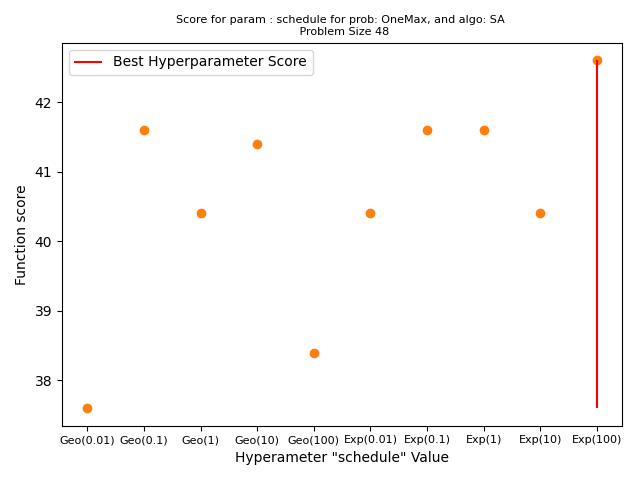 Score for param : schedule for prob: OneMax, and algo: SA
Problem Size 48
Best Hyperparameter Score
Function score
42
41
40
39
38
Geo(0.01) Geo(0.1) Geo(1) Geo(10) Geo(100) Exp(0.01) Exp(0.1) Exp(1) Exp(10) Exp(100)
Hyperameter "schedule" Value